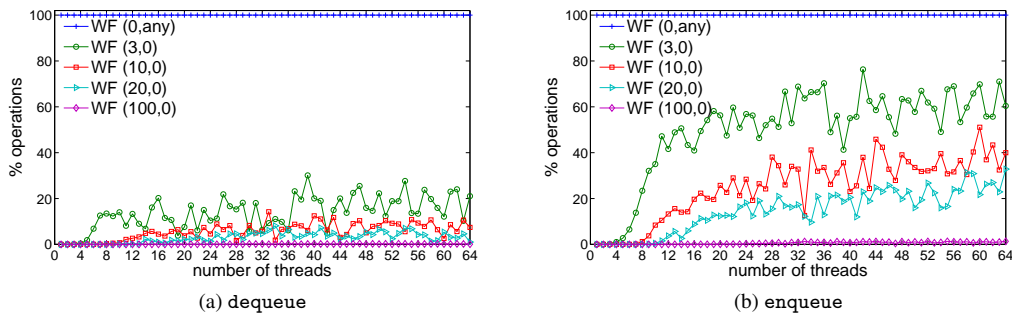 100
80
60
40
20
0
% operations
WF (0,any)
WF (3,0)
WF (10,0)
WF (20,0)
WF (100,0)
0 4 8 12 16 20 24 28 32 36 40 44 48 52 56 60 64
number of threads
(a) dequeue
100
80
60
40
20
0
% operations
WF (0,any)
WF (3,0)
WF (10,0)
WF (20,0)
WF (100,0)
0 4 8 12 16 20 24 28 32 36 40 44 48 52 56 60 64
number of threads
(b) enqueue